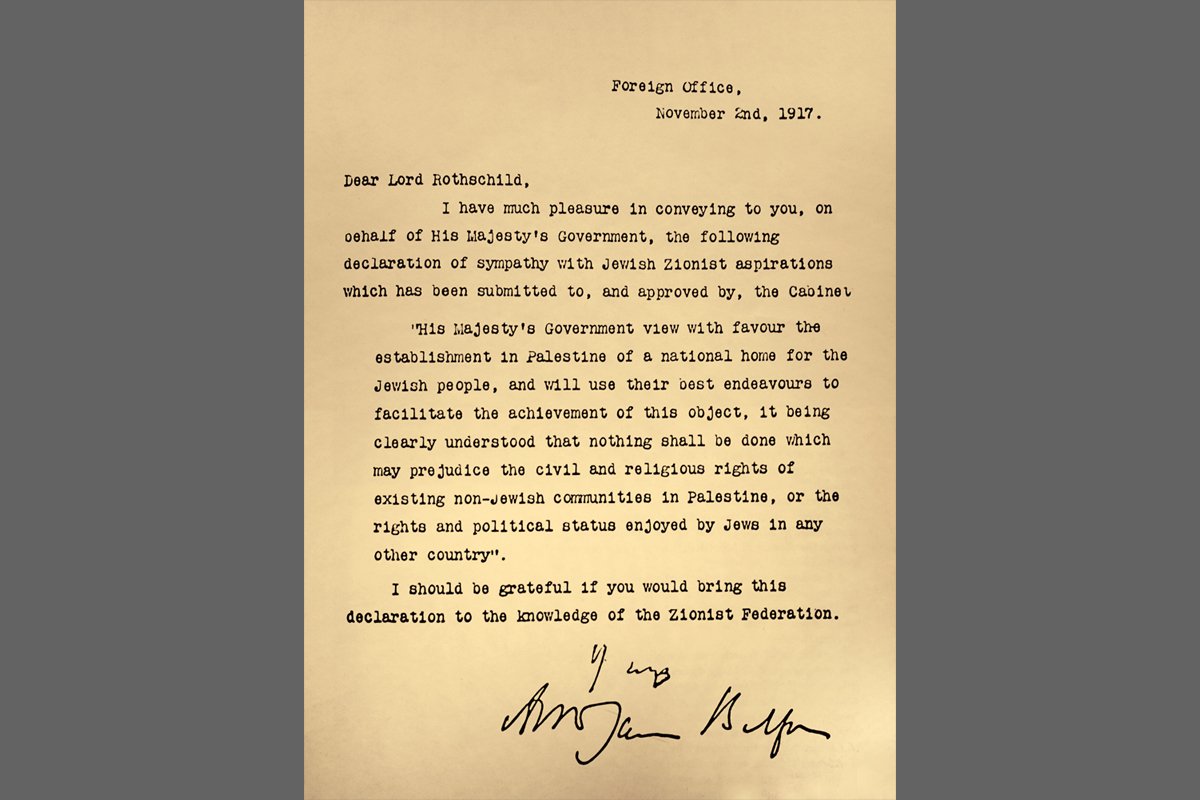 Foreign Office,
November 2nd, 1917.
Dear Lord Rothschild,
I have much pleasure in conveying to you, on
behalf of His Majesty's Government, the following
declaration of sympathy with Jewish Zionist aspirations
which has been submitted to, and approved by, the Cabinet
"His Majesty's Government view with favour the
establishment in Palestine of a national home for the
Jewish people, and will use their best endeavours to
facilitate the achievement of this object, it being
clearly understood that nothing shall be done which
may prejudice the civil and religious rights of
existing non-Jewish communities in Palestine, or the
rights and political status enjoyed by Jews in any
other country".
I should be grateful if you would bring this
declaration to the knowledge of the Zionist Federation.
James Balfour